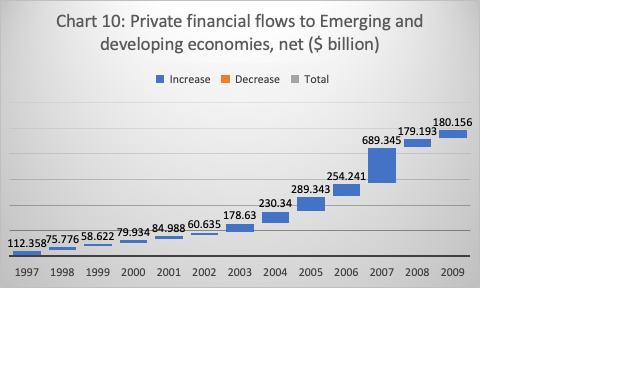 Chart 10: Private financial flows to Emerging and
developing economies, net ($ billion)
Increase Decrease Total
112.358 75.776 58.622 79.934 84.988 60.635 178.63 230.34 289.343 254.241 689.345 179.193 180.156
1997 1998 1999 2000 2001 2002 2003 2004 2005 2006 2007 2008 2009